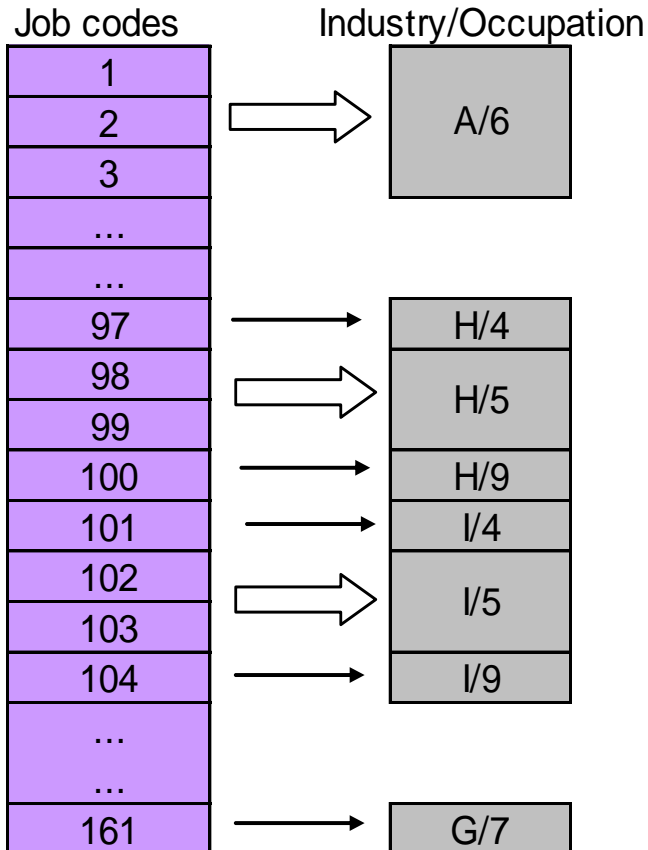 Job codes Industry/Occupation
1
2 A/6
3
...
...
97 H/4
98
H/5
99
100 H/9
101 I/4
102
I/5
103
104 I/9
...
...
161 G/7